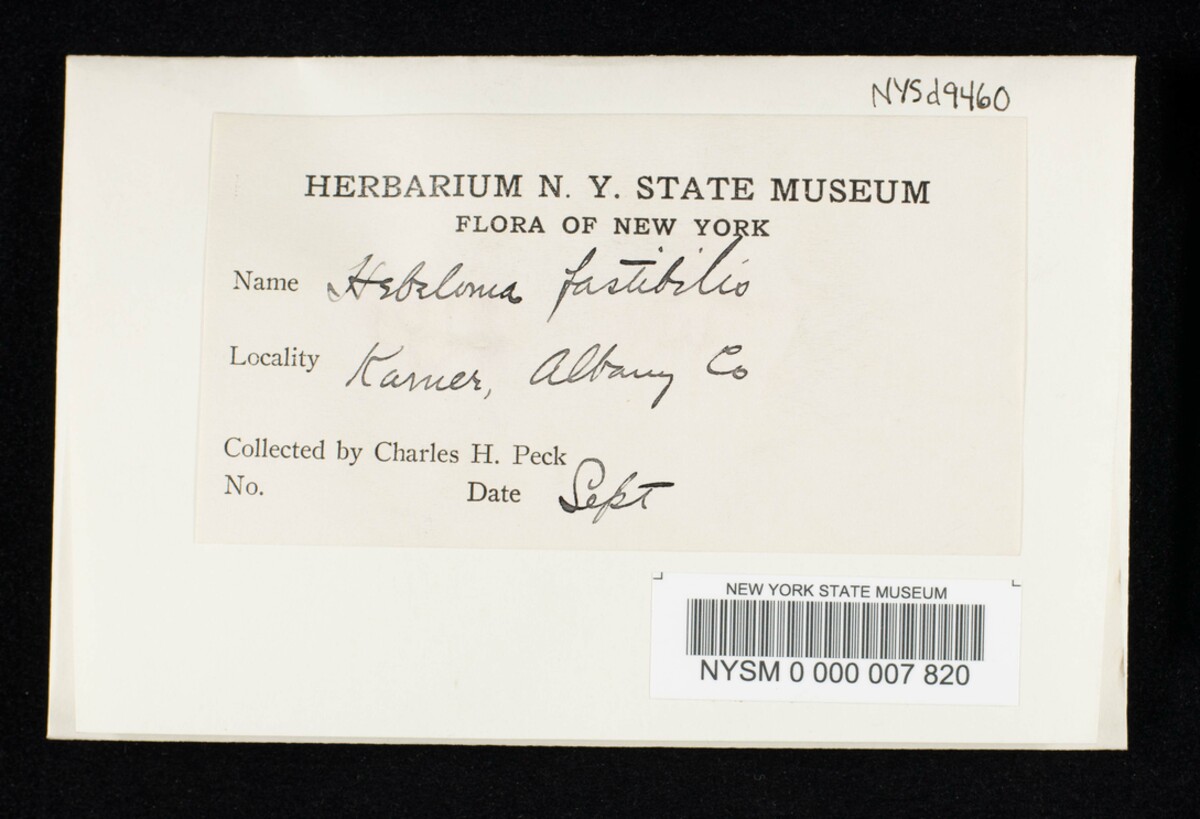 NYSd9460
HERBARIUM N. Y. STATE MUSEUM
FLORA OF NEW YORK
Name Hebeloma fastibilis
Locality Karner, Albany Co
Collected by Charles H. Peck
No. Date Sept
NEW YORK STATE MUSEUM
NYSM 0 000 007 820